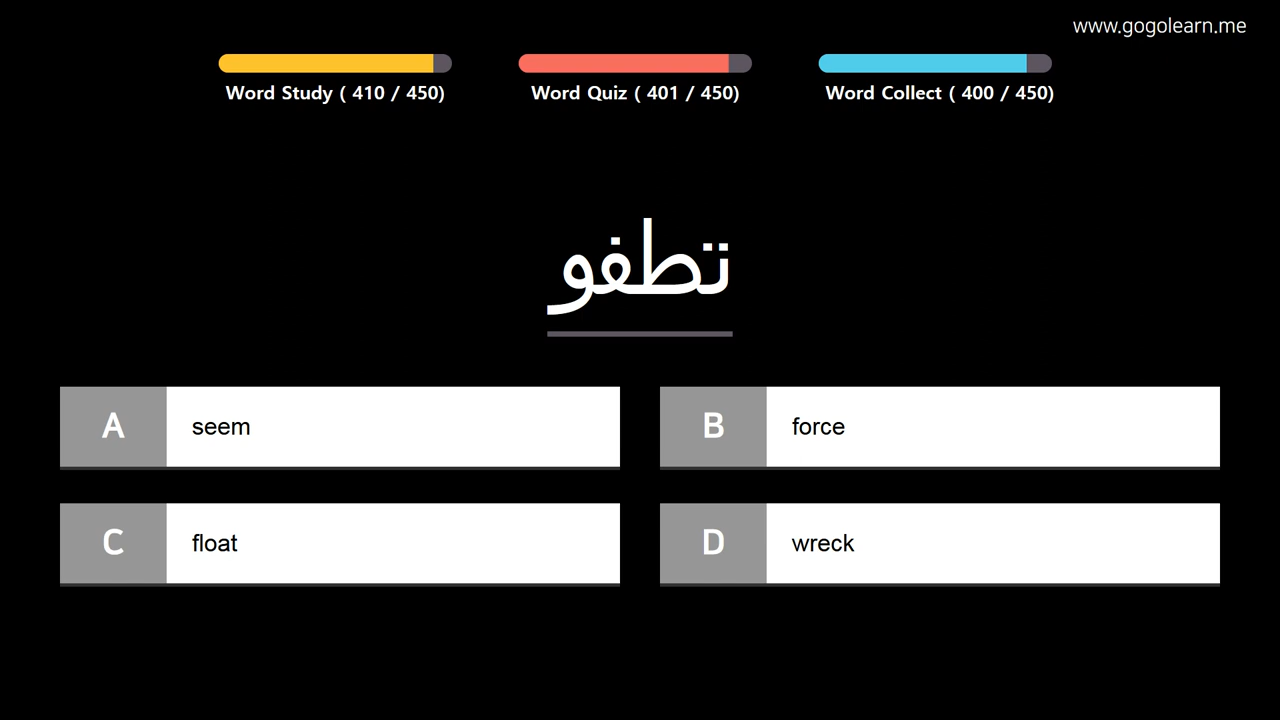 www.gogolearn.me
Word Study ( 410 / 450)
Word Quiz ( 401 / 450)
Word Collect ( 400 / 450)
تطفو
A seem
B force
C float
D wreck